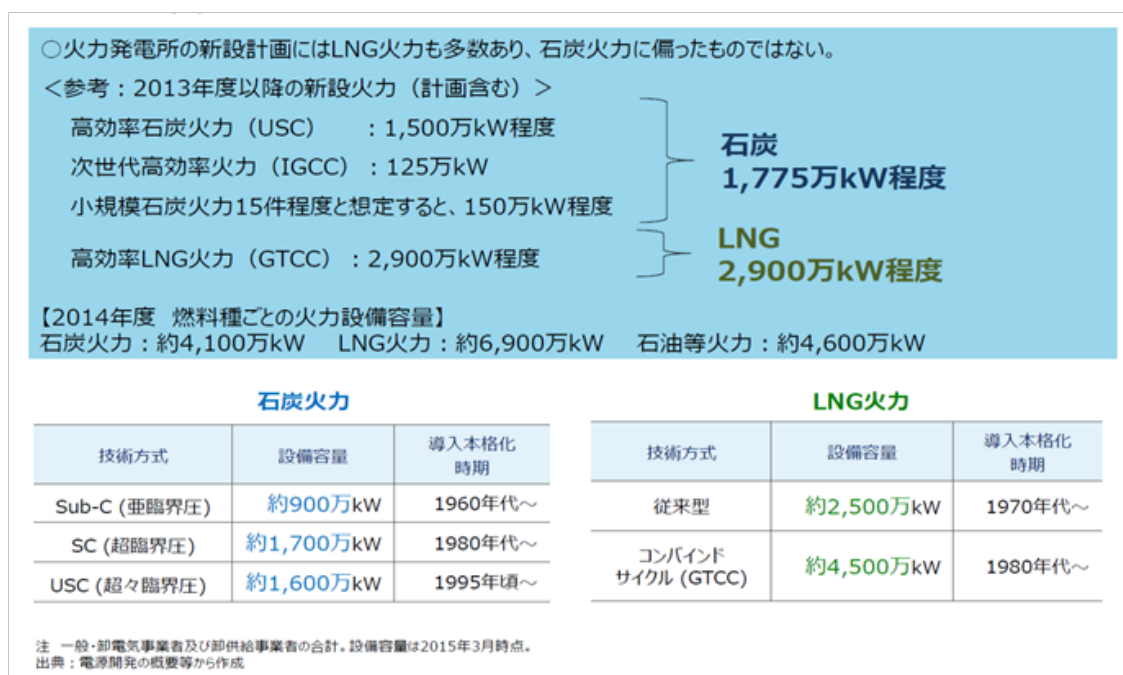 ○火力発電所の新設計画にはLNG火力も多数あり、石炭火力に偏ったものではない。
<参考：2013年度以降の新設火力（計画含む）>
高効率石炭火力（USC）　：1,500万kW程度
次世代高効率火力（IGCC）：125万kW
小規模石炭火力15件程度と想定すると、150万kW程度
石炭
1,775万kW程度
高効率LNG火力（GTCC）：2,900万kW程度
LNG
2,900万kW程度
【2014年度　燃料種ごとの火力設備容量】
石炭火力：約4,100万kW　LNG火力：約6,900万kW　石油等火力：約4,600万kW
石炭火力
技術方式　設備容量　導入本格化時期
Sub-C (亜臨界圧)　約900万kW　1960年代～
SC (超臨界圧)　約1,700万kW　1980年代～
USC (超々臨界圧)　約1,600万kW　1995年頃～
LNG火力
技術方式　設備容量　導入本格化時期
従来型　約2,500万kW　1970年代～
コンバインドサイクル (GTCC)　約4,500万kW　1980年代～
注　一般・卸電気事業者及び卸供給事業者の合計。設備容量は2015年3月時点。
出典：電源開発の概要等から作成